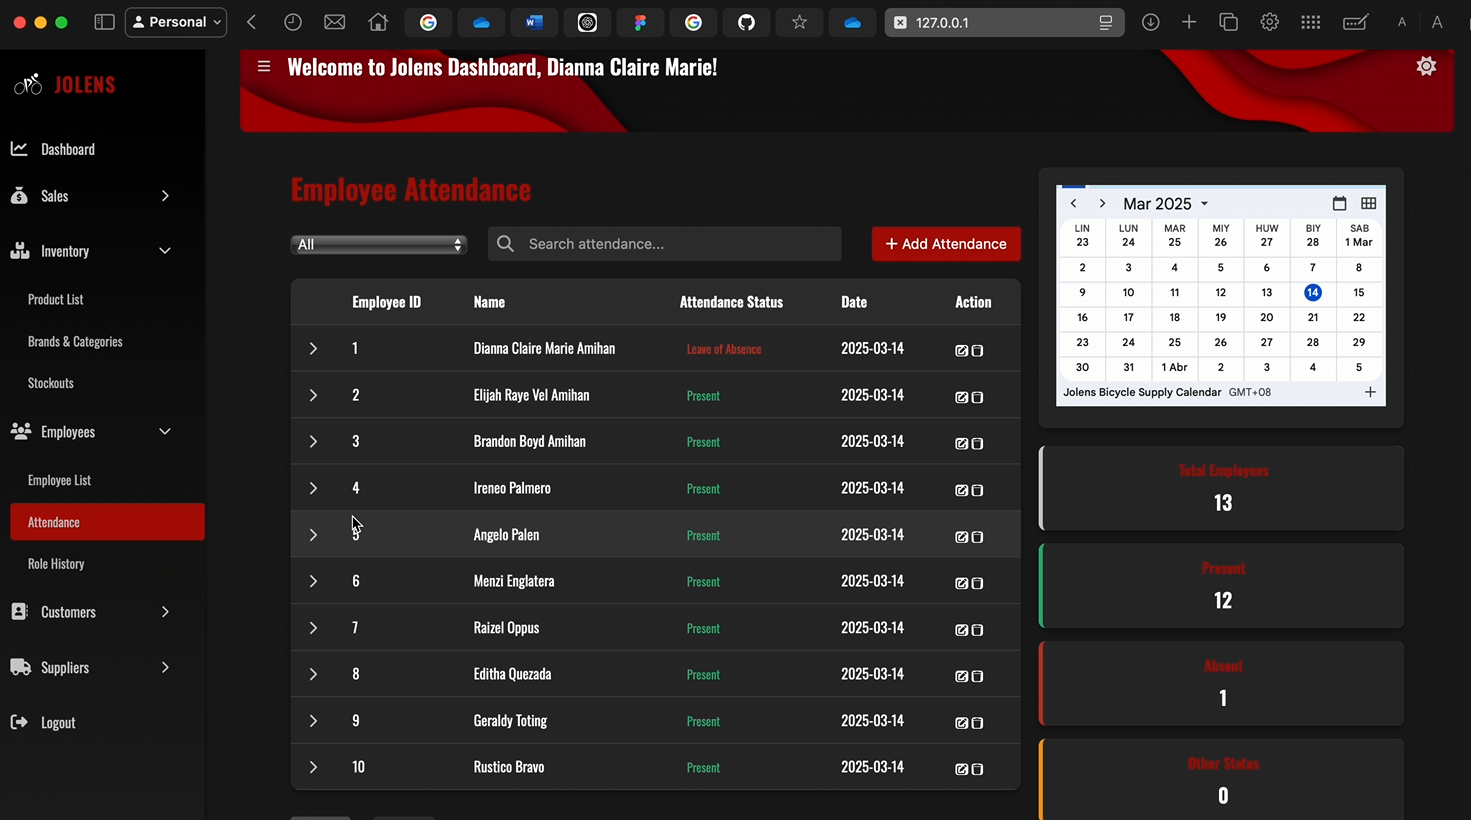 Personal
127.0.0.1
A A
JOLENS
Welcome to Jolens Dashboard, Dianna Claire Marie!
Dashboard
Sales
Inventory
Product List
Brands & Categories
Stockouts
Employees
Employee List
Attendance
Role History
Customers
Suppliers
Logout
Employee Attendance
All
Search attendance...
+ Add Attendance
Employee ID Name Attendance Status Date Action
1 Dianna Claire Marie Amihan Leave of Absence 2025-03-14
2 Elijah Raye Vel Amihan Present 2025-03-14
3 Brandon Boyd Amihan Present 2025-03-14
4 Ireneo Palmero Present 2025-03-14
5 Angelo Palen Present 2025-03-14
6 Menzi Englatera Present 2025-03-14
7 Raizel Oppus Present 2025-03-14
8 Editha Quezada Present 2025-03-14
9 Geraldy Toting Present 2025-03-14
10 Rustico Bravo Present 2025-03-14
Mar 2025
LIN LUN MAR MIY HUW BIY SAB
23 24 25 26 27 28 1 Mar
2 3 4 5 6 7 8
9 10 11 12 13 14 15
16 17 18 19 20 21 22
23 24 25 26 27 28 29
30 31 1 Abr 2 3 4 5
Jolens Bicycle Supply Calendar GMT+08
Total Employees
13
Present
12
Absent
1
Other Status
0